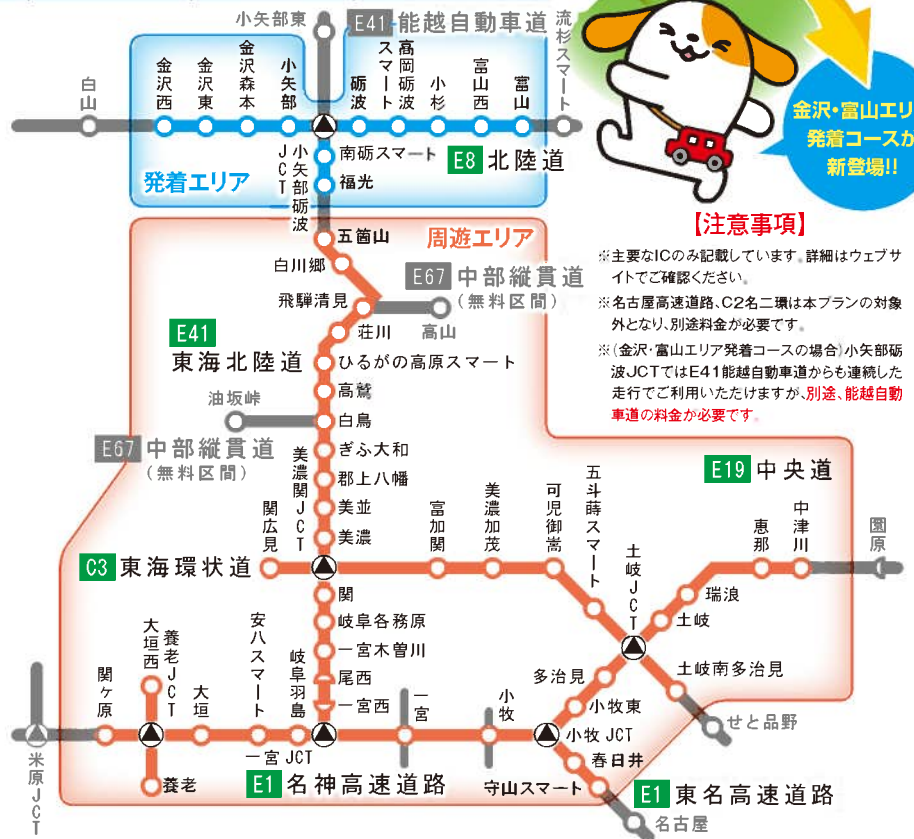 小矢部東
E41 能越自動車道
流杉スマート
白山
金沢西
金沢東
金沢森本
小矢部
砺波
高岡砺波スマート
小杉
富山西
富山
小矢部砺波JCT
南砺スマート
福光
E8 北陸道
発着エリア
金沢・富山エリ
発着コースが
新登場!!
【注意事項】
※主要なICのみ記載しています。詳細はウェブサ
イトでご確認ください。
※名古屋高速道路、C2名二環は本プランの対象
外となり、別途料金が必要です。
※(金沢・富山エリア発着コースの場合)小矢部砺
波JCTではE41能越自動車道からも連続した
走行でご利用いただけますが、別途、能越自動
車道の料金が必要です。
周遊エリア
五箇山
白川郷
飛騨清見
E67 中部縦貫道
(無料区間)
高山
荘川
E41
東海北陸道
ひるがの高原スマート
高鷲
油坂峠
白鳥
E67 中部縦貫道
(無料区間)
ぎふ大和
郡上八幡
美並
美濃
美濃関JCT
関広見
C3 東海環状道
富加関
美濃加茂
可児御嵩
五斗蒔スマート
土岐JCT
E19 中央道
恵那
中津川
園原
瑞浪
土岐
関
岐阜各務原
一宮木曽川
尾西
一宮西
多治見
小牧東
小牧 JCT
土岐南多治見
せと品野
春日井
守山スマート
名古屋
E1 東名高速道路
米原JCT
関ヶ原
大垣西
養老JCT
養老
大垣
安八スマート
岐阜羽島
一宮 JCT
一宮
小牧
E1 名神高速道路